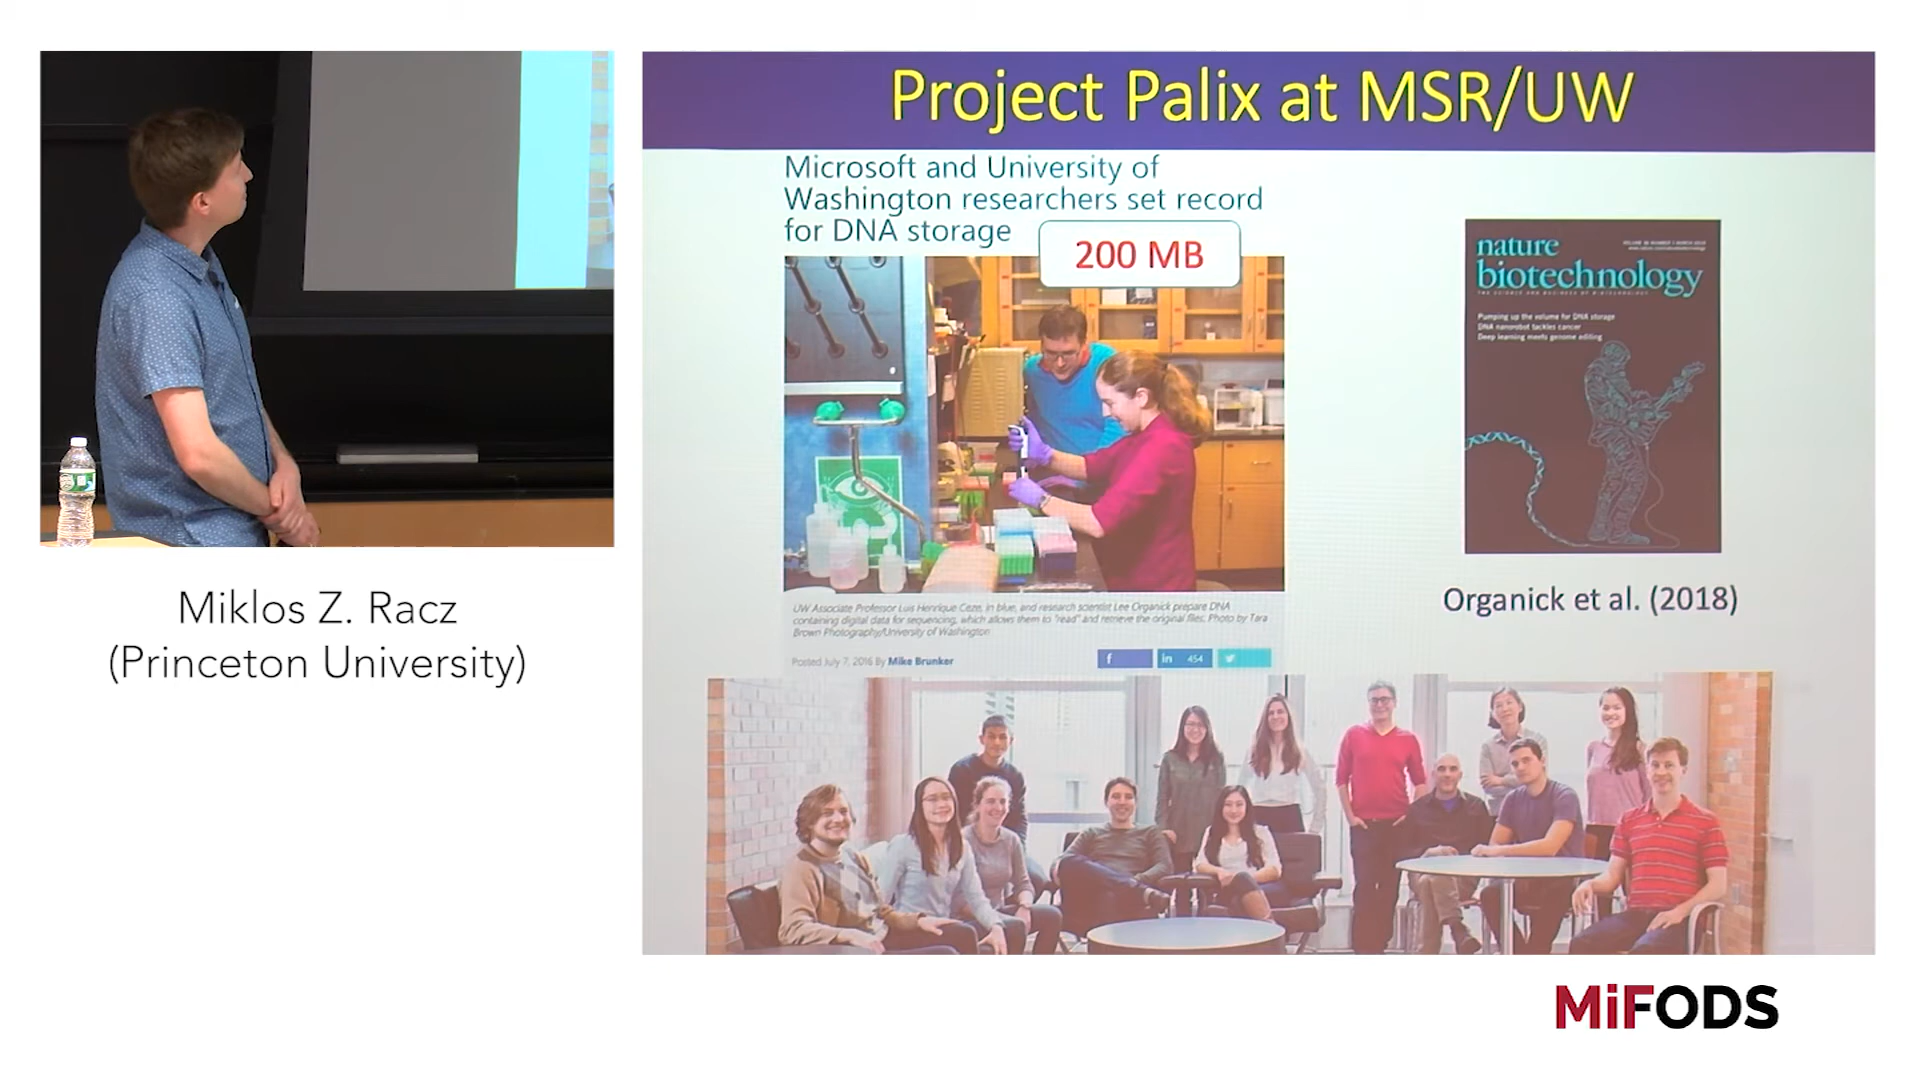 Project Palix at MSR/UW
Microsoft and University of
Washington researchers set record
for DNA storage
200 MB
nature
biotechnology
Pumping up the volume for DNA storage
DNA nanorobot tackles cancer
Deep learning meets genome editing
Organick et al. (2018)
UW Associate Professor Luis Henrique Ceze, in blue, and research scientist Lee Organick prepare DNA
containing digital data for sequencing, which allows them to "read" and retrieve the original files. Photo by Tara
Brown Photography/University of Washington
Posted July 7, 2016 By Mike Brunker
f
in 454
Miklos Z. Racz
(Princeton University)
MiFODS